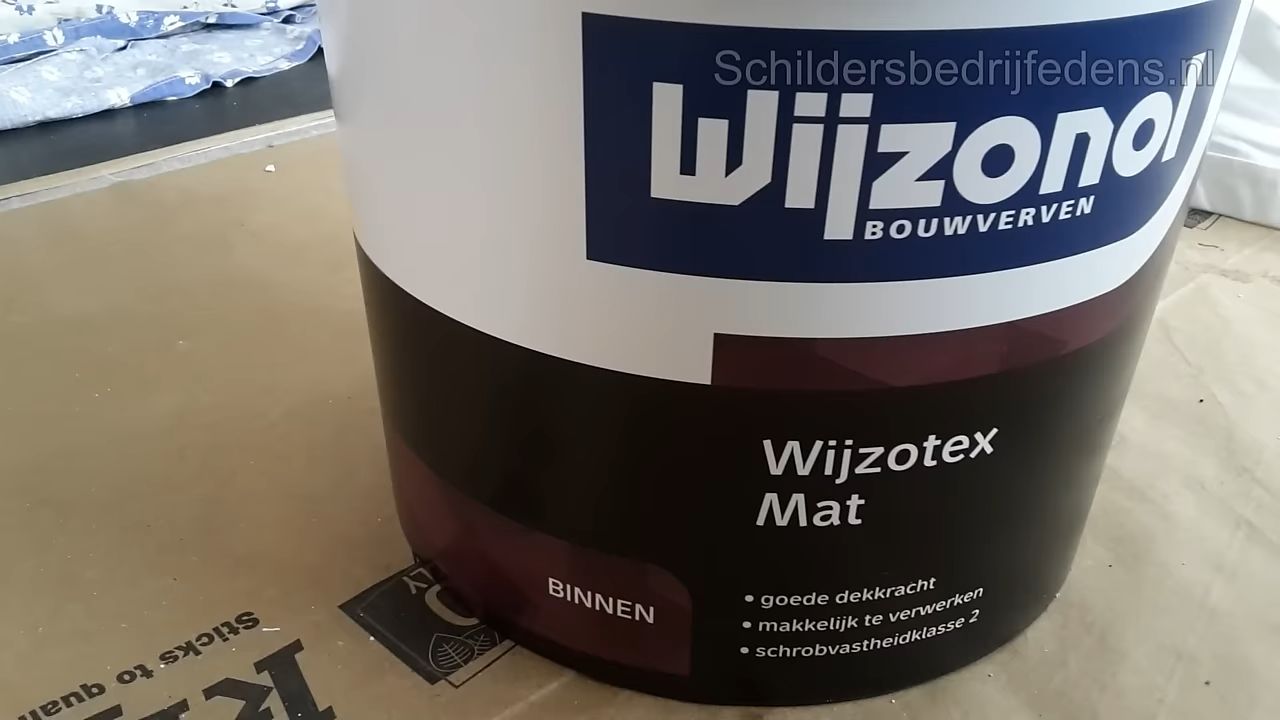 Schildersbedrijfedens.nl
Wijzonol
BOUWVERVEN
Wijzotex
Mat
BINNEN
• goede dekkracht
• makkelijk te verwerken
• schrobvastheidklasse 2
Sticks to